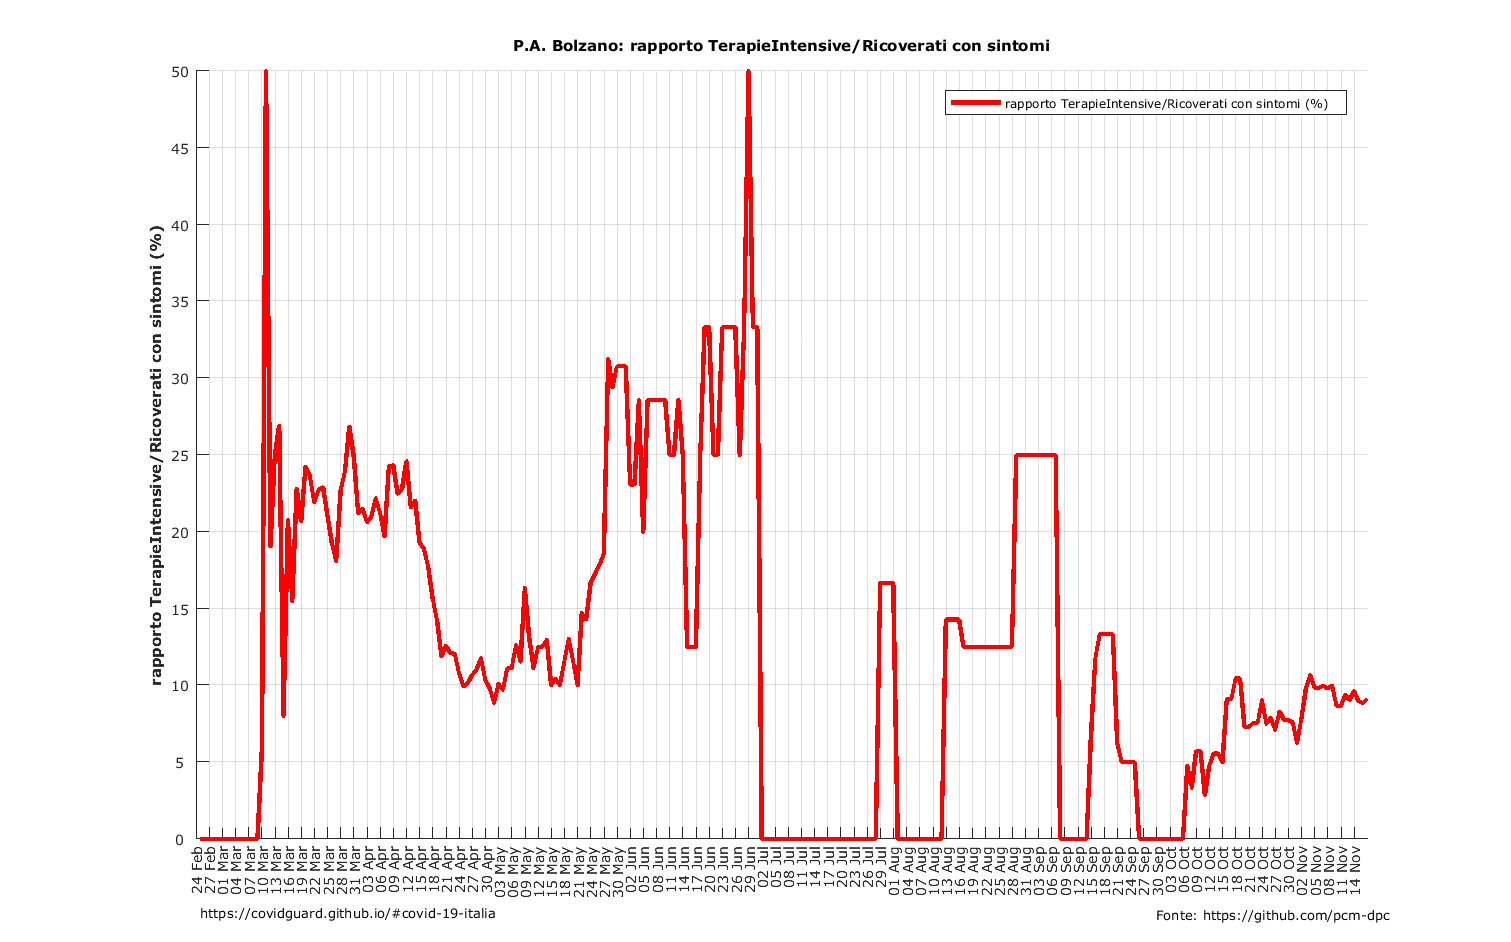 P.A. Bolzano: rapporto TerapieIntensive/Ricoverati con sintomi
rapporto TerapieIntensive/Ricoverati con sintomi (%)
rapporto TerapieIntensive/Ricoverati con sintomi (%)
50
45
40
35
30
25
20
15
10
5
0
24 Feb
27 Feb
01 Mar
04 Mar
07 Mar
10 Mar
13 Mar
16 Mar
19 Mar
22 Mar
25 Mar
28 Mar
31 Mar
03 Apr
06 Apr
09 Apr
12 Apr
15 Apr
18 Apr
21 Apr
24 Apr
27 Apr
30 Apr
03 May
06 May
09 May
12 May
15 May
18 May
21 May
24 May
27 May
30 May
02 Jun
05 Jun
08 Jun
11 Jun
14 Jun
17 Jun
20 Jun
23 Jun
26 Jun
29 Jun
02 Jul
05 Jul
08 Jul
11 Jul
14 Jul
17 Jul
20 Jul
23 Jul
26 Jul
29 Jul
01 Aug
04 Aug
07 Aug
10 Aug
13 Aug
16 Aug
19 Aug
22 Aug
25 Aug
28 Aug
31 Aug
03 Sep
06 Sep
09 Sep
12 Sep
15 Sep
18 Sep
21 Sep
24 Sep
27 Sep
30 Sep
03 Oct
06 Oct
09 Oct
12 Oct
15 Oct
18 Oct
21 Oct
24 Oct
27 Oct
30 Oct
02 Nov
05 Nov
08 Nov
11 Nov
14 Nov
https://covidguard.github.io/#covid-19-italia
Fonte: https://github.com/pcm-dpc